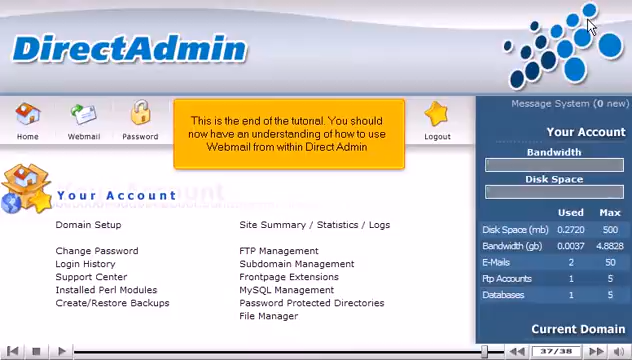 DirectAdmin
Message System (0 new)
Home
Webmail
Password
This is the end of the tutorial. You should
now have an understanding of how to use
Webmail from within Direct Admin
Logout
Your Account
Bandwidth
Disk Space
Your Account
Domain Setup
Site Summary / Statistics / Logs
Change Password
Login History
Support Center
Installed Perl Modules
Create/Restore Backups
FTP Management
Subdomain Management
Frontpage Extensions
MySQL Management
Password Protected Directories
File Manager
Used Max
Disk Space (mb) 0.2720 500
Bandwidth (gb) 0.0037 4.8828
E-Mails 2 50
Ftp Accounts 1 5
Databases 1 5
Current Domain
37/38